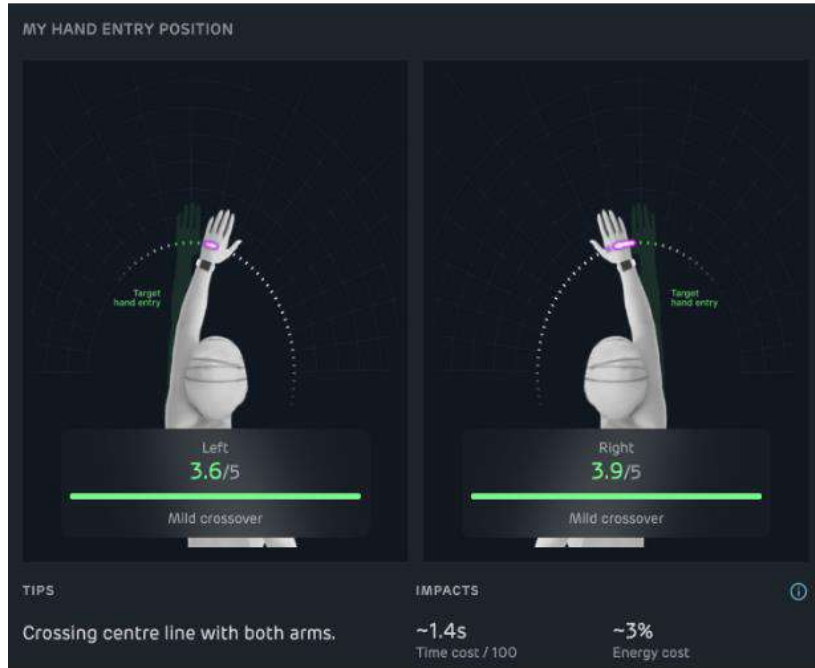 MY HAND ENTRY POSITION
Target
hand entry
Left
3.6/5
Mild crossover
Target
hand entry
Right
3.9/5
Mild crossover
TIPS
Crossing centre line with both arms.
IMPACTS
~1.4s
Time cost / 100
~3%
Energy cost